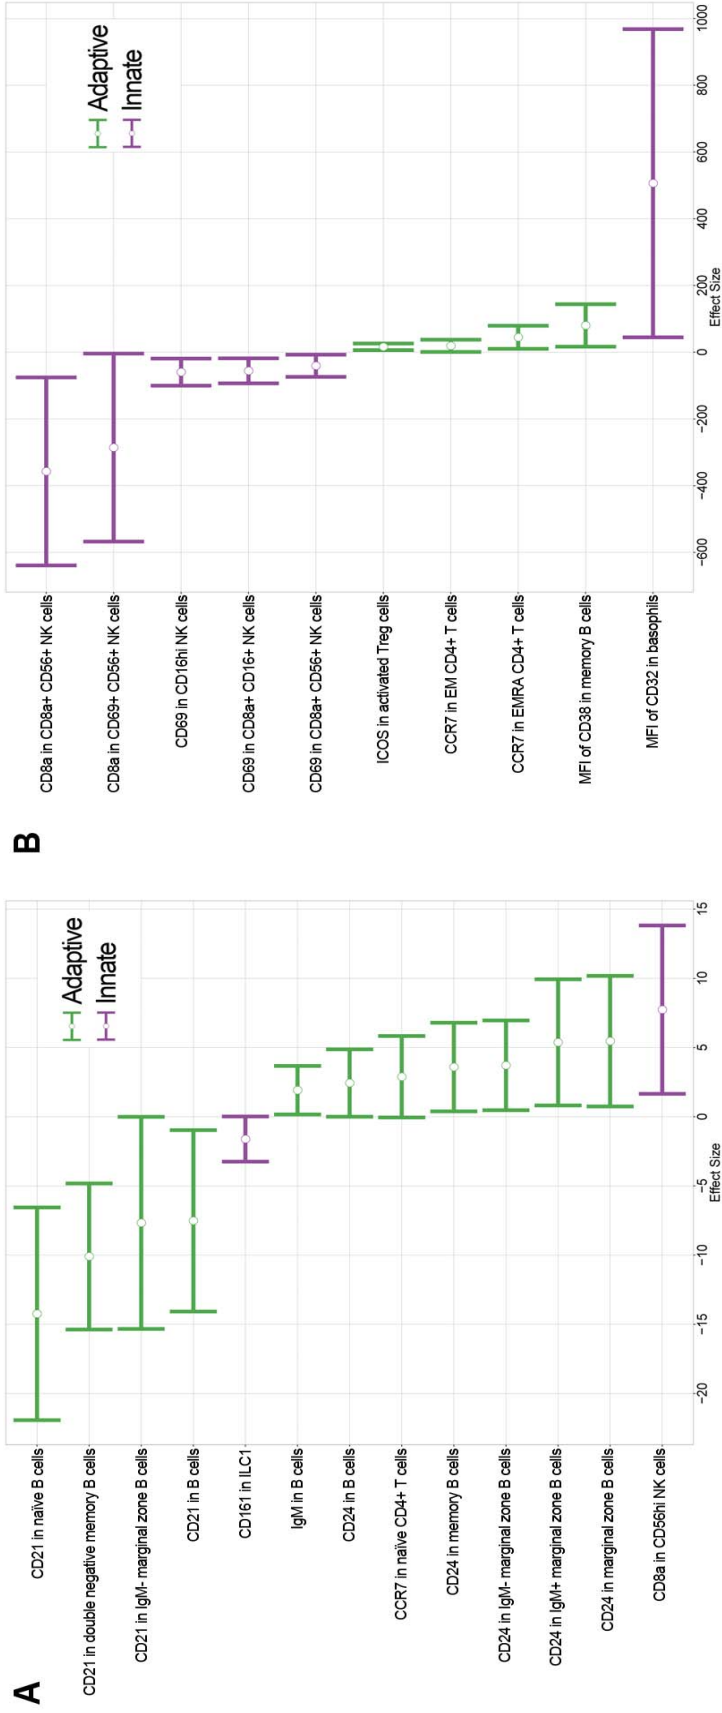 A
Adaptive
Innate
CD21 in naïve B cells
CD21 in double negative memory B cells
CD21 in IgM- marginal zone B cells
CD21 in B cells
CD161 in ILC1
IgM in B cells
CD24 in B cells
CCR7 in naïve CD4+ T cells
CD24 in memory B cells
CD24 in IgM- marginal zone B cells
CD24 in IgM+ marginal zone B cells
CD24 in marginal zone B cells
CD8a in CD56hi NK cells
−20 −15 −10 −5 0 5 10 15
Effect Size
B
Adaptive
Innate
CD8a in CD8a+ CD56+ NK cells
CD8a in CD69+ CD56+ NK cells
CD69 in CD16hi NK cells
CD69 in CD8a+ CD16+ NK cells
CD69 in CD8a+ CD56+ NK cells
ICOS in activated Treg cells
CCR7 in EM CD4+ T cells
CCR7 in EMRA CD4+ T cells
MFI of CD38 in memory B cells
MFI of CD32 in basophils
−600 −400 −200 0 200 400 600 800 1000
Effect Size